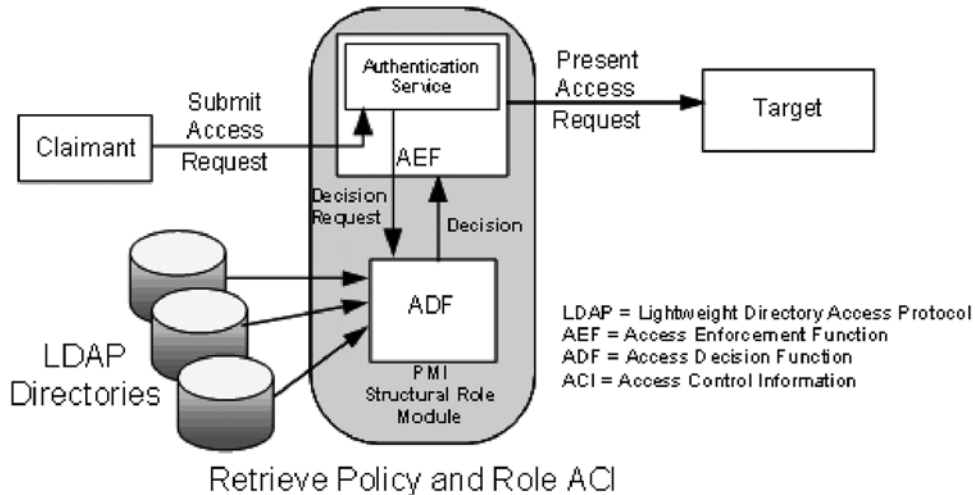 Authentication
Service
Present
Access
Request
Submit
Access
Request
Claimant
Target
AEF
Decision
Request
Decision
ADF
LDAP
Directories
PMI
Structural Role
Module
LDAP = Lightweight Directory Access Protocol
AEF = Access Enforcement Function
ADF = Access Decision Function
ACI = Access Control Information
Retrieve Policy and Role ACI